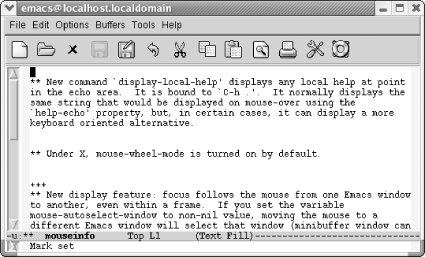 emacs@localhost.localdomain
File Edit Options Buffers Tools Help
** New command `display-local-help' displays any local help at point
in the echo area.  It is bound to `C-h .'.  It normally displays the
same string that would be displayed on mouse-over using the
`help-echo' property, but, in certain cases, it can display a more
keyboard oriented alternative.
** Under X, mouse-wheel-mode is turned on by default.
+++
** New display feature: focus follows the mouse from one Emacs window
to another, even within a frame.  If you set the variable
mouse-autoselect-window to non-nil value, moving the mouse to a
different Emacs window will select that window (minibuffer window can
-u:**  mouseinfo      Top L1     (Text Fill)
Mark set